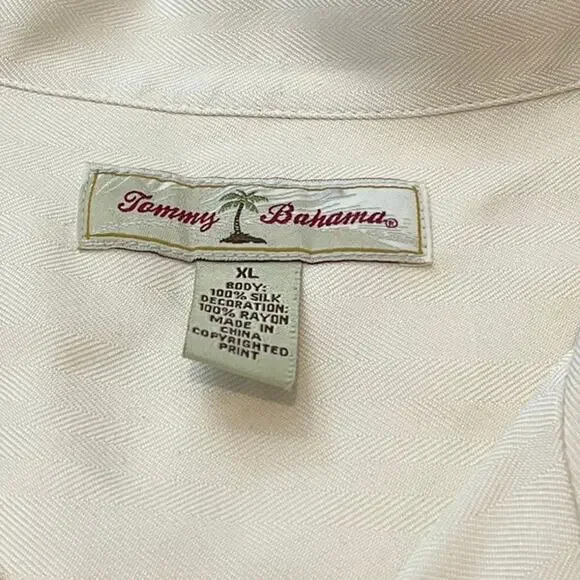 Tommy Bahama®
XL
BODY:
100% SILK
DECORATION:
100% RAYON
MADE IN
CHINA
COPYRIGHTED
PRINT